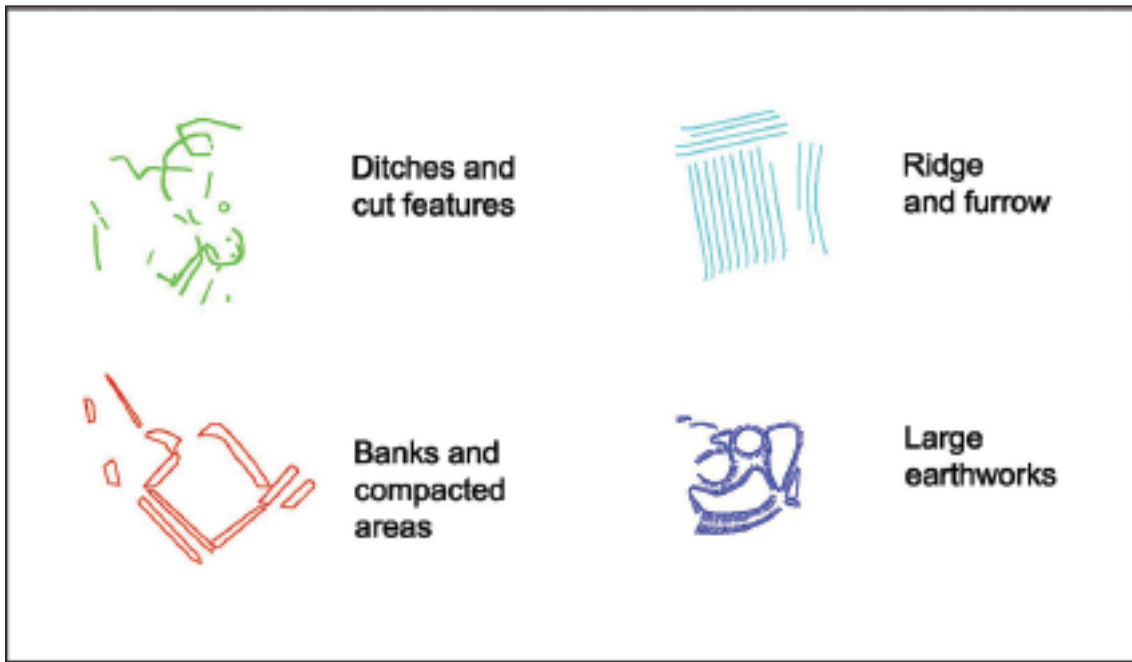 Ditches and
cut features
Ridge
and furrow
Banks and
compacted
areas
Large
earthworks